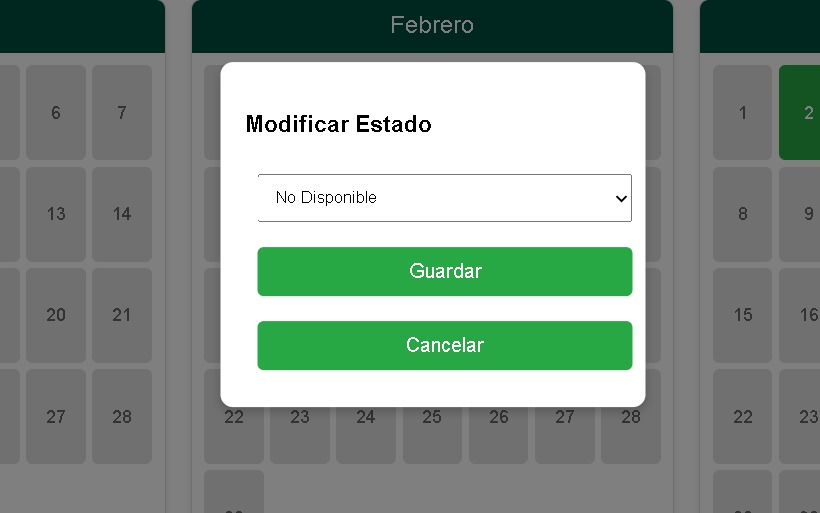 Febrero
6 7
1 2
Modificar Estado
No Disponible
13 14
8 9
Guardar
20 21
15 16
Cancelar
27 28
22 23 24 25 26 27 28
22 23